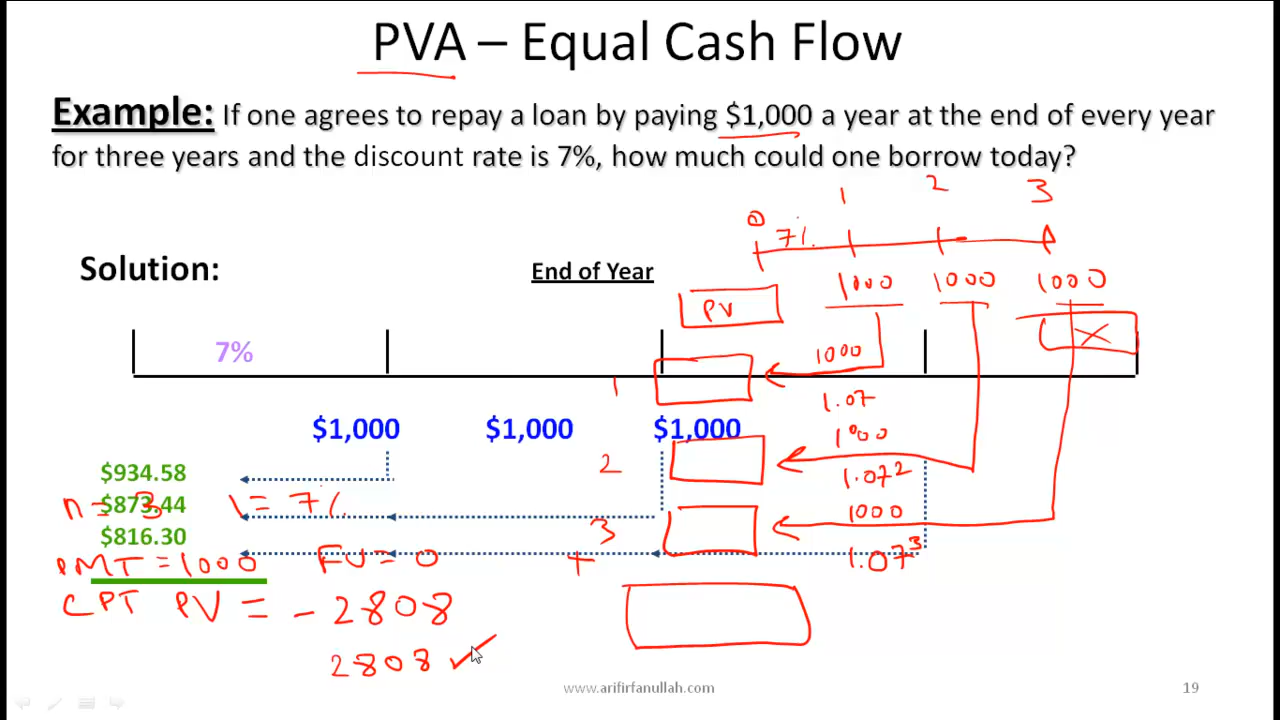 PVA – Equal Cash Flow
Example: If one agrees to repay a loan by paying $1,000 a year at the end of every year
for three years and the discount rate is 7%, how much could one borrow today?
0 1 2 3
7%
Solution: End of Year
1000 1000 1000
PV
7%
X
1000
1 1.07
$1,000 $1,000 $1,000
1000
2 1.07²
$934.58
n = 3 i = 7%
$873.44
1000
3
$816.30
+ 1.07³
PMT = 1000 FV = 0
CPT PV = - 2808
2808 ✓
www.arifirfanullah.com 19